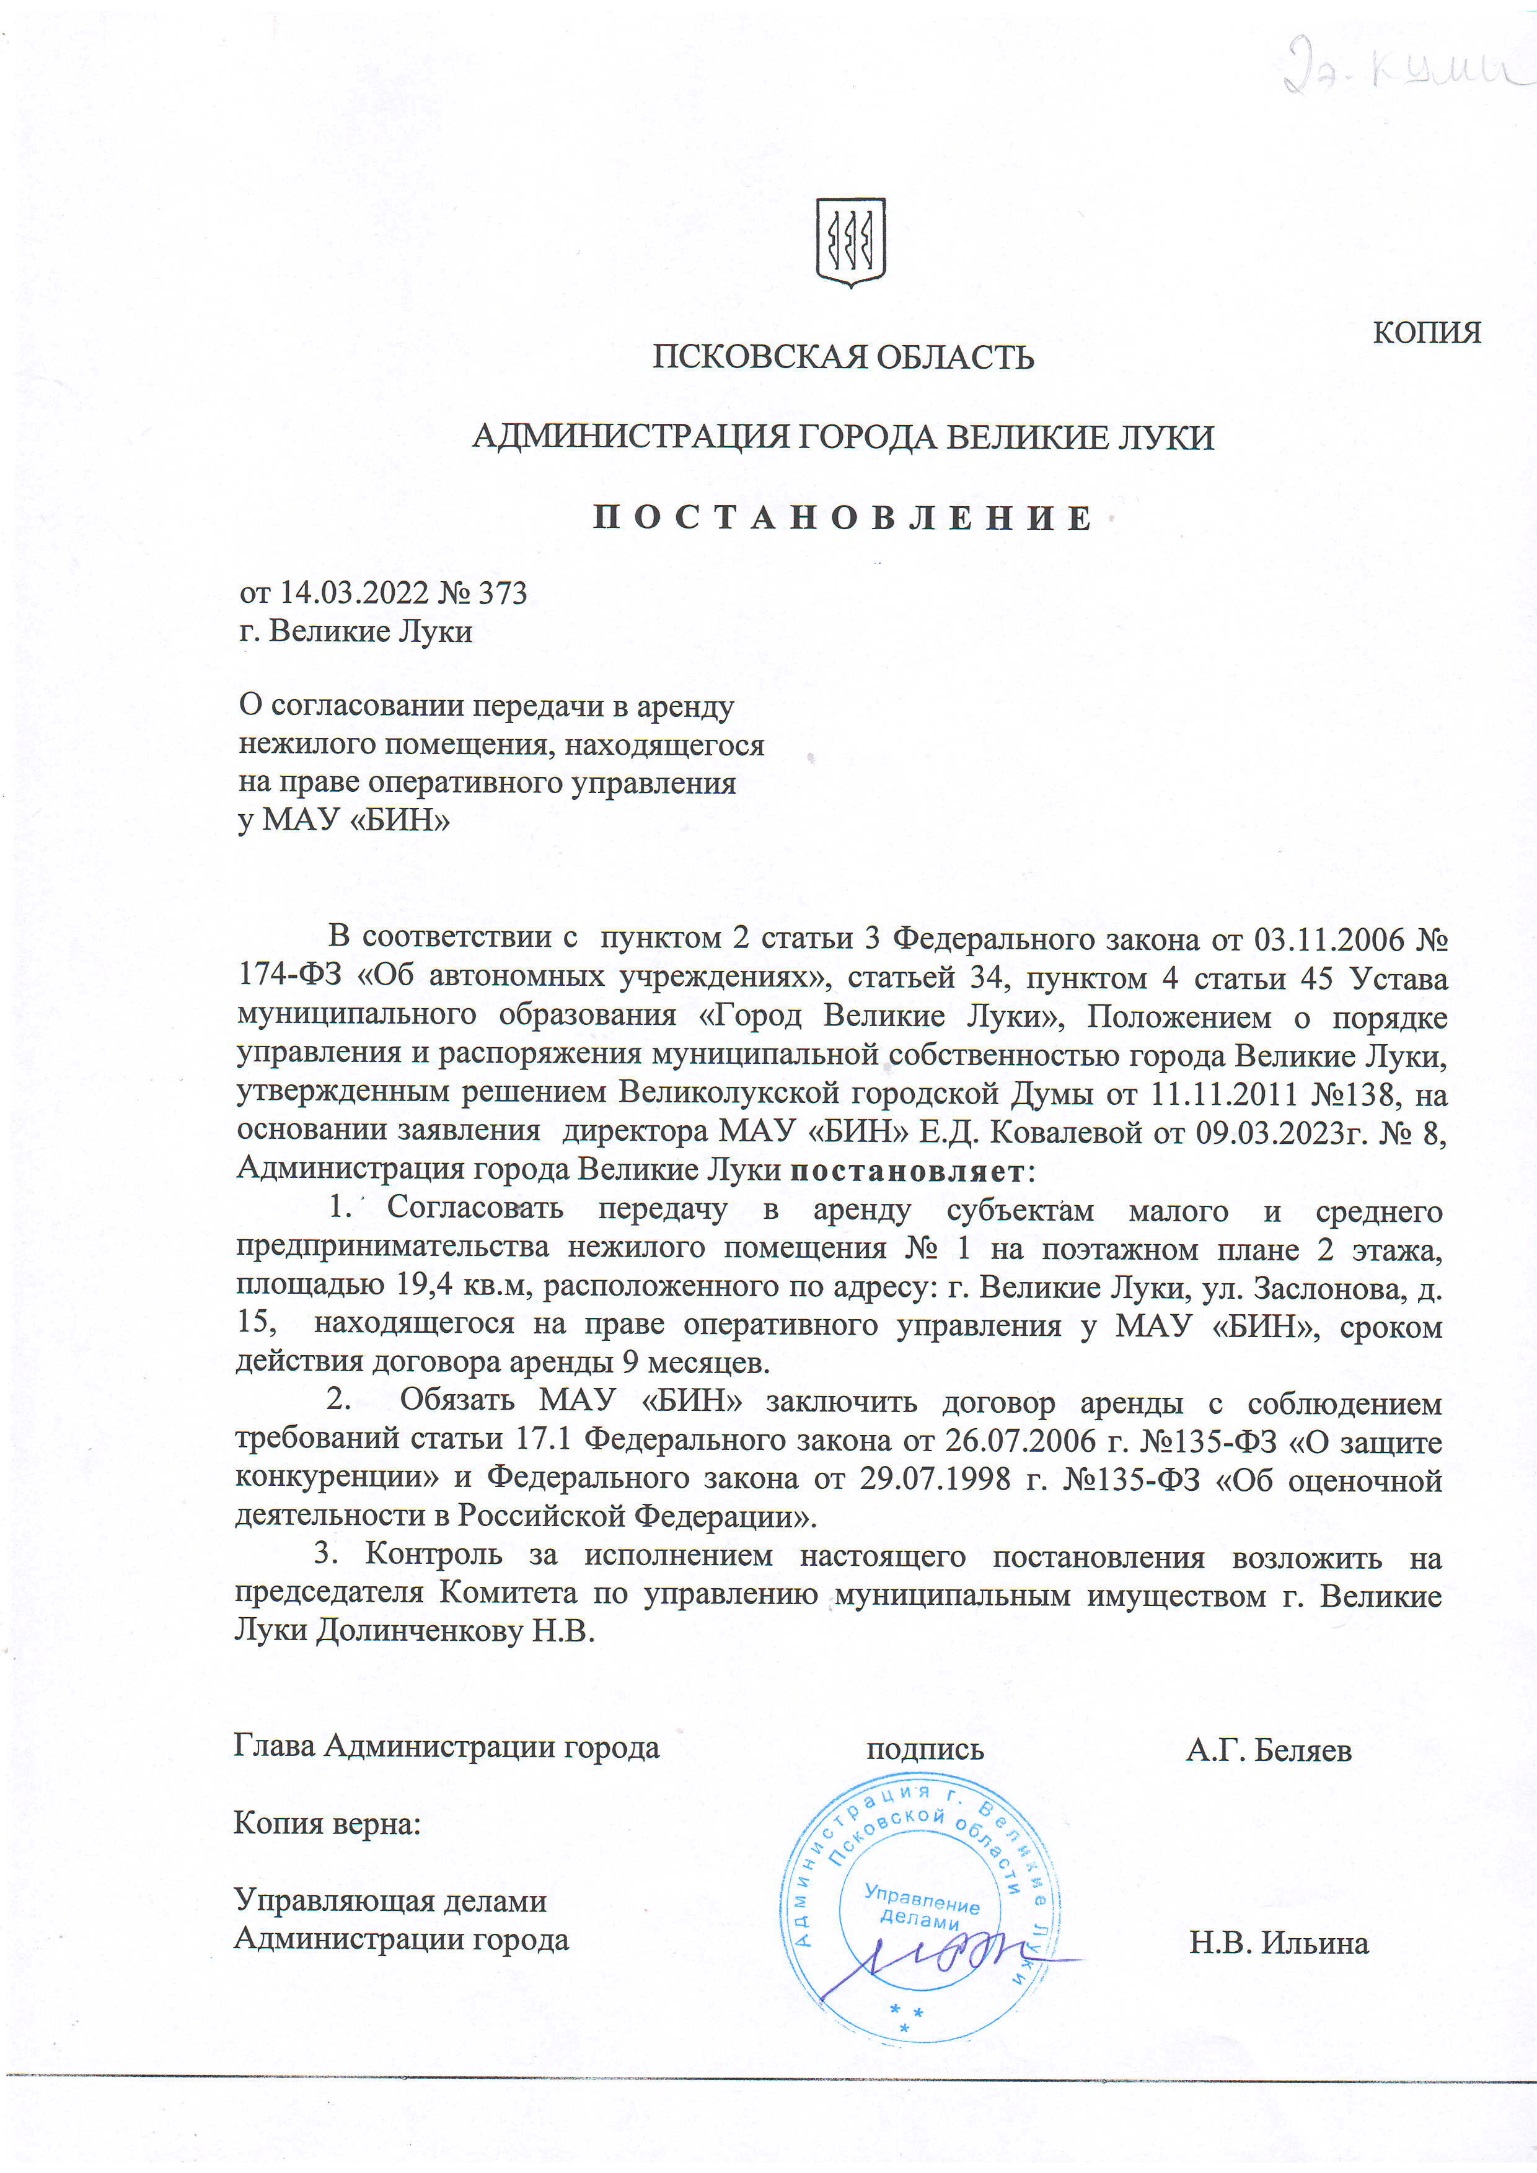 2э. КУМИ
КОПИЯ
ПСКОВСКАЯ ОБЛАСТЬ
АДМИНИСТРАЦИЯ ГОРОДА ВЕЛИКИЕ ЛУКИ
П О С Т А Н О В Л Е Н И Е
от 14.03.2022 № 373
г. Великие Луки
О согласовании передачи в аренду
нежилого помещения, находящегося
на праве оперативного управления
у МАУ «БИН»
В соответствии с пунктом 2 статьи 3 Федерального закона от 03.11.2006 №
174-ФЗ «Об автономных учреждениях», статьей 34, пунктом 4 статьи 45 Устава
муниципального образования «Город Великие Луки», Положением о порядке
управления и распоряжения муниципальной собственностью города Великие Луки,
утвержденным решением Великолукской городской Думы от 11.11.2011 №138, на
основании заявления директора МАУ «БИН» Е.Д. Ковалевой от 09.03.2023г. № 8,
Администрация города Великие Луки постановляет:
1. Согласовать передачу в аренду субъектам малого и среднего
предпринимательства нежилого помещения № 1 на поэтажном плане 2 этажа,
площадью 19,4 кв.м, расположенного по адресу: г. Великие Луки, ул. Заслонова, д.
15, находящегося на праве оперативного управления у МАУ «БИН», сроком
действия договора аренды 9 месяцев.
2. Обязать МАУ «БИН» заключить договор аренды с соблюдением
требований статьи 17.1 Федерального закона от 26.07.2006 г. №135-ФЗ «О защите
конкуренции» и Федерального закона от 29.07.1998 г. №135-ФЗ «Об оценочной
деятельности в Российской Федерации».
3. Контроль за исполнением настоящего постановления возложить на
председателя Комитета по управлению муниципальным имуществом г. Великие
Луки Долинченкову Н.В.
Глава Администрации города подпись А.Г. Беляев
Копия верна:
Управляющая делами
Администрации города Н.В. Ильина
Администрация г. Великие Луки
Псковской области
Управление
делами
* *
*